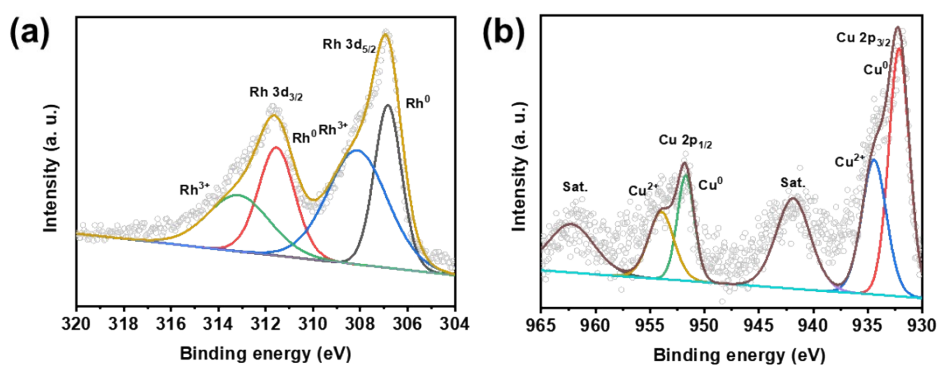 (a)
Rh 3d5/2
Rh 3d3/2
Rh⁰
Rh³⁺
Rh⁰
Rh³⁺
Intensity (a. u.)
320 318 316 314 312 310 308 306 304
Binding energy (eV)
(b)
Cu 2p3/2
Cu⁰
Cu 2p1/2
Cu²⁺
Sat.
Cu²⁺
Cu⁰
Sat.
Intensity (a. u.)
965 960 955 950 945 940 935 930
Binding energy (eV)